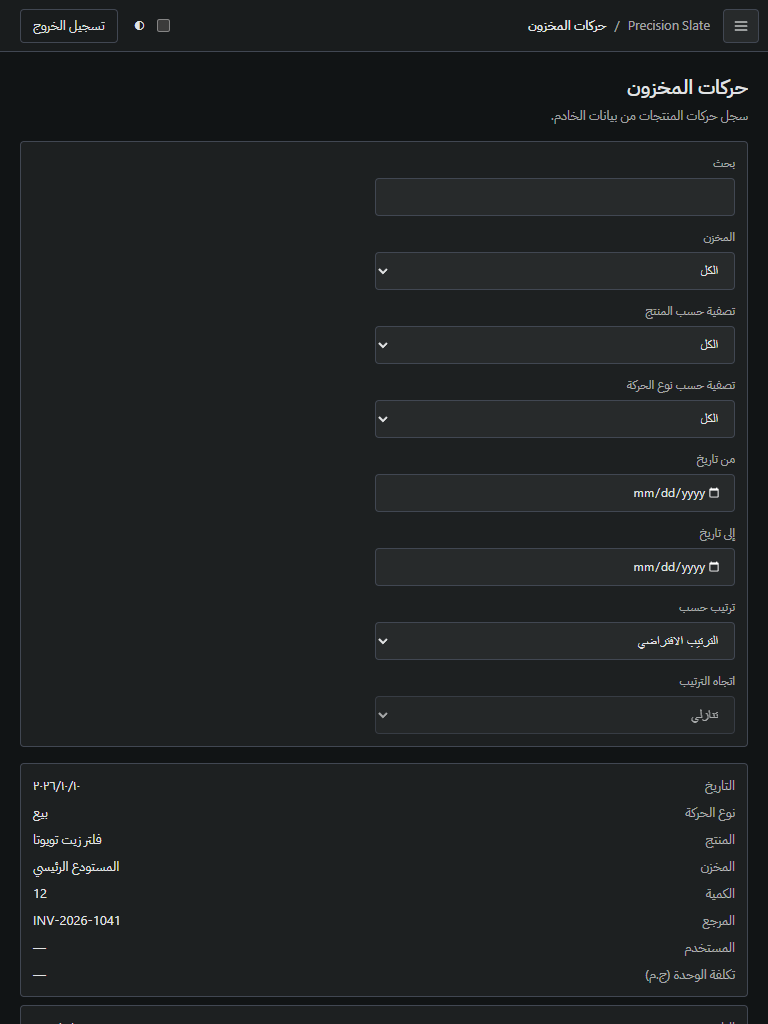 Precision Slate / حركات المخزون
تسجيل الخروج
حركات المخزون
سجل حركات المنتجات من بيانات الخادم.
بحث
المخزن
الكل
تصفية حسب المنتج
الكل
تصفية حسب نوع الحركة
الكل
من تاريخ
mm/dd/yyyy
إلى تاريخ
mm/dd/yyyy
ترتيب حسب
الترتيب الافتراضي
اتجاه الترتيب
تنازلي
التاريخ ٢٠٢٦/١٠/١٠
نوع الحركة بيع
المنتج فلتر زيت تويوتا
المخزن المستودع الرئيسي
الكمية 12
المرجع INV-2026-1041
المستخدم —
تكلفة الوحدة (ج.م) —